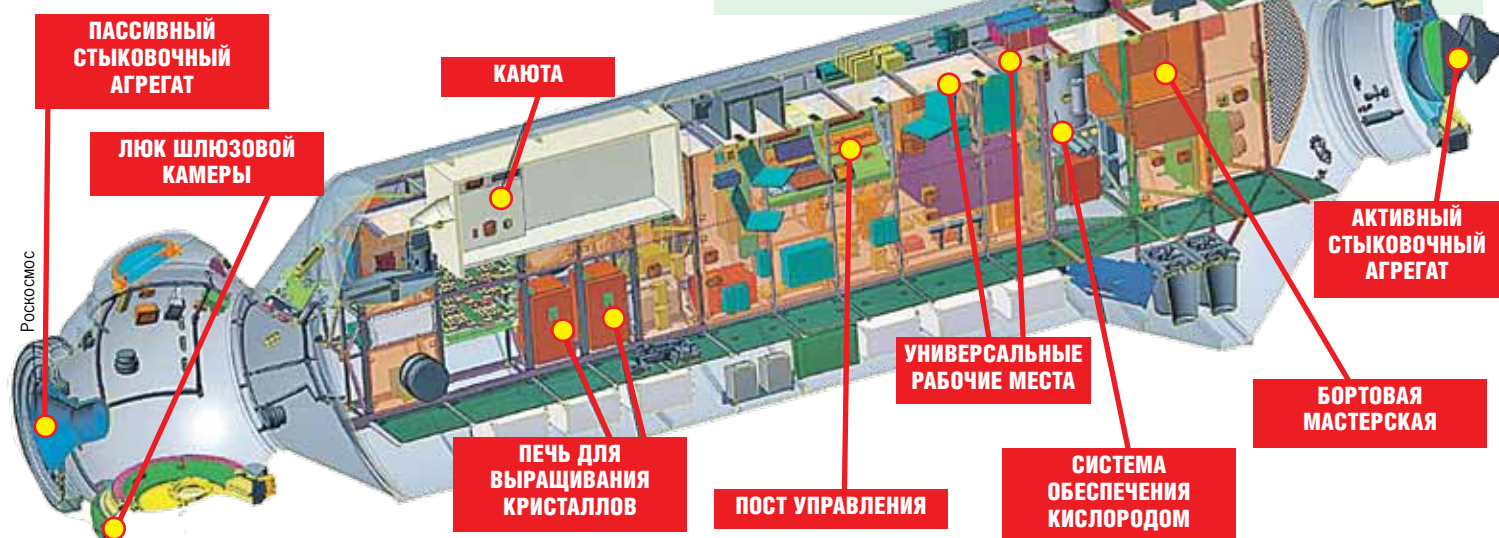 ПАССИВНЫЙ
СТЫКОВОЧНЫЙ
АГРЕГАТ
КАЮТА
ЛЮК ШЛЮЗОВОЙ
КАМЕРЫ
Роскосмос
АКТИВНЫЙ
СТЫКОВОЧНЫЙ
АГРЕГАТ
УНИВЕРСАЛЬНЫЕ
РАБОЧИЕ МЕСТА
БОРТОВАЯ
МАСТЕРСКАЯ
ПЕЧЬ ДЛЯ
ВЫРАЩИВАНИЯ
КРИСТАЛЛОВ
ПОСТ УПРАВЛЕНИЯ
СИСТЕМА
ОБЕСПЕЧЕНИЯ
КИСЛОРОДОМ